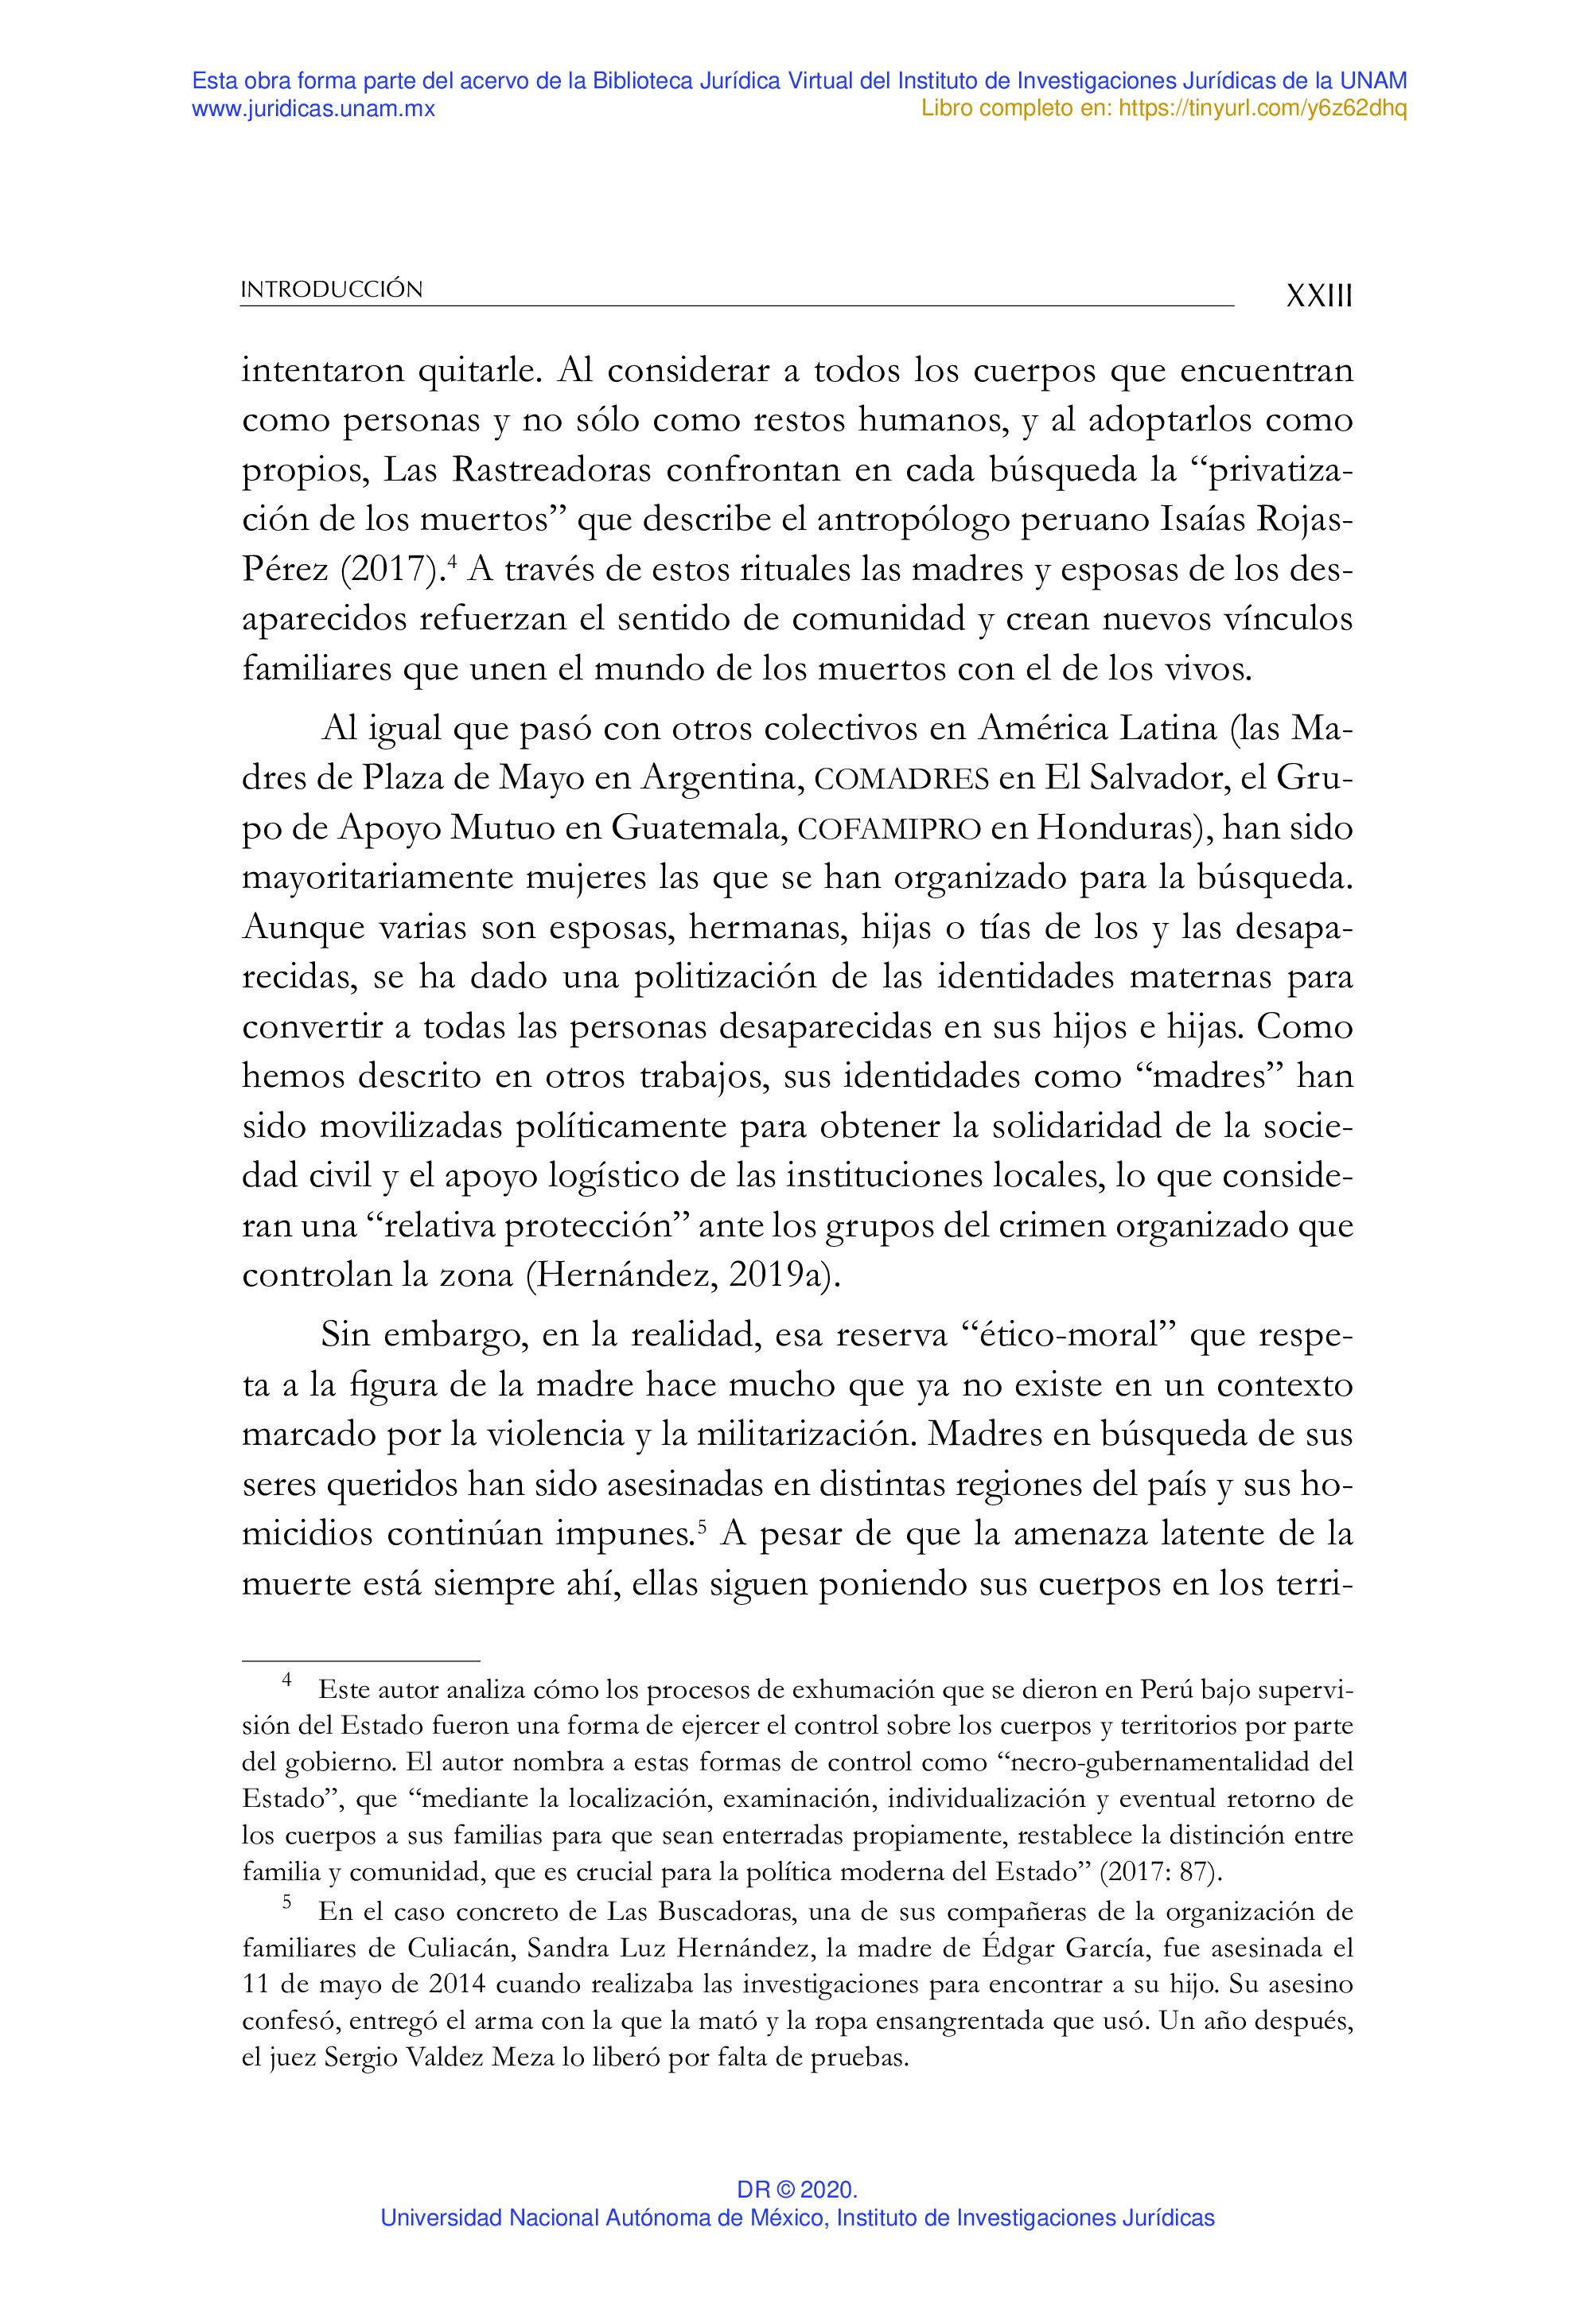 Esta obra forma parte del acervo de la Biblioteca Jurídica Virtual del Instituto de Investigaciones Jurídicas de la UNAM
www.juridicas.unam.mx
Libro completo en: https://tinyurl.com/y6z62dhq
INTRODUCCIÓN
XXIII
intentaron quitarle. Al considerar a todos los cuerpos que encuentran
como personas y no sólo como restos humanos, y al adoptarlos como
propios, Las Rastreadoras confrontan en cada búsqueda la “privatiza-
ción de los muertos” que describe el antropólogo peruano Isaías Rojas-
Pérez (2017).4 A través de estos rituales las madres y esposas de los des-
aparecidos refuerzan el sentido de comunidad y crean nuevos vínculos
familiares que unen el mundo de los muertos con el de los vivos.
Al igual que pasó con otros colectivos en América Latina (las Ma-
dres de Plaza de Mayo en Argentina, COMADRES en El Salvador, el Gru-
po de Apoyo Mutuo en Guatemala, COFAMIPRO en Honduras), han sido
mayoritariamente mujeres las que se han organizado para la búsqueda.
Aunque varias son esposas, hermanas, hijas o tías de los y las desapa-
recidas, se ha dado una politización de las identidades maternas para
convertir a todas las personas desaparecidas en sus hijos e hijas. Como
hemos descrito en otros trabajos, sus identidades como “madres” han
sido movilizadas políticamente para obtener la solidaridad de la socie-
dad civil y el apoyo logístico de las instituciones locales, lo que conside-
ran una “relativa protección” ante los grupos del crimen organizado que
controlan la zona (Hernández, 2019a).
Sin embargo, en la realidad, esa reserva “ético-moral” que respe-
ta a la figura de la madre hace mucho que ya no existe en un contexto
marcado por la violencia y la militarización. Madres en búsqueda de sus
seres queridos han sido asesinadas en distintas regiones del país y sus ho-
micidios continúan impunes.5 A pesar de que la amenaza latente de la
muerte está siempre ahí, ellas siguen poniendo sus cuerpos en los terri-
4 Este autor analiza cómo los procesos de exhumación que se dieron en Perú bajo supervi-
sión del Estado fueron una forma de ejercer el control sobre los cuerpos y territorios por parte
del gobierno. El autor nombra a estas formas de control como “necro-gubernamentalidad del
Estado”, que “mediante la localización, examinación, individualización y eventual retorno de
los cuerpos a sus familias para que sean enterradas propiamente, restablece la distinción entre
familia y comunidad, que es crucial para la política moderna del Estado” (2017: 87).
5 En el caso concreto de Las Buscadoras, una de sus compañeras de la organización de
familiares de Culiacán, Sandra Luz Hernández, la madre de Édgar García, fue asesinada el
11 de mayo de 2014 cuando realizaba las investigaciones para encontrar a su hijo. Su asesino
confesó, entregó el arma con la que la mató y la ropa ensangrentada que usó. Un año después,
el juez Sergio Valdez Meza lo liberó por falta de pruebas.
DR © 2020.
Universidad Nacional Autónoma de México, Instituto de Investigaciones Jurídicas